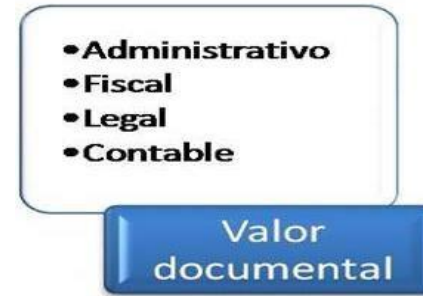 •Administrativo
•Fiscal
•Legal
•Contable
Valor
documental